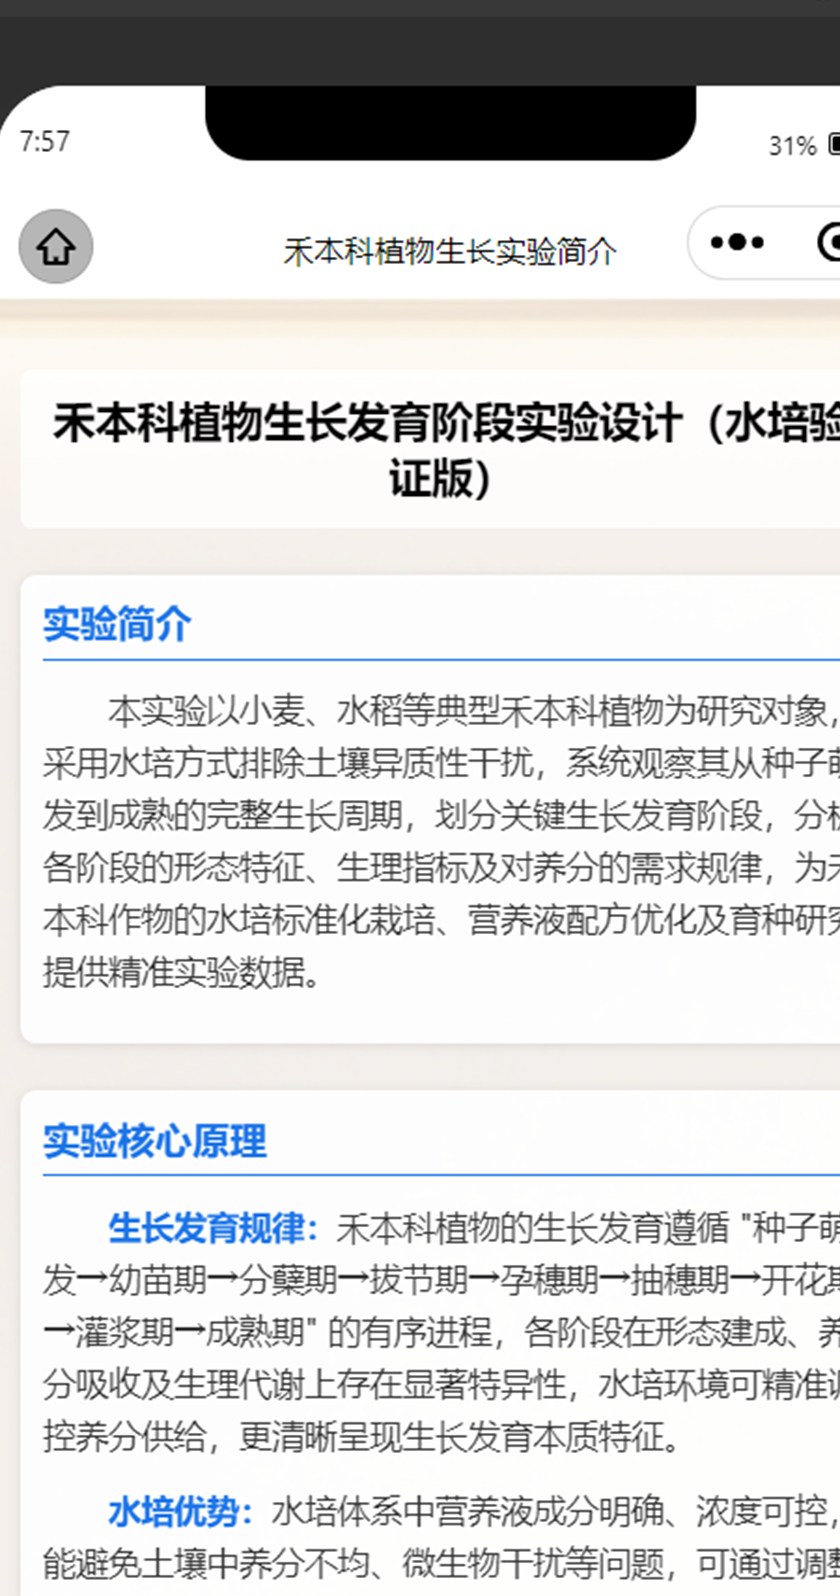 7:57
31%
禾本科植物生长实验简介
禾本科植物生长发育阶段实验设计（水培验
证版）
实验简介
本实验以小麦、水稻等典型禾本科植物为研究对象，
采用水培方式排除土壤异质性干扰，系统观察其从种子萌
发到成熟的完整生长周期，划分关键生长发育阶段，分析
各阶段的形态特征、生理指标及对养分的需求规律，为禾
本科作物的水培标准化栽培、营养液配方优化及育种研究
提供精准实验数据。
实验核心原理
生长发育规律：禾本科植物的生长发育遵循 "种子萌
发→幼苗期→分蘖期→拔节期→孕穗期→抽穗期→开花期
→灌浆期→成熟期" 的有序进程，各阶段在形态建成、养
分吸收及生理代谢上存在显著特异性，水培环境可精准调
控养分供给，更清晰呈现生长发育本质特征。
水培优势：水培体系中营养液成分明确、浓度可控，
能避免土壤中养分不均、微生物干扰等问题，可通过调整